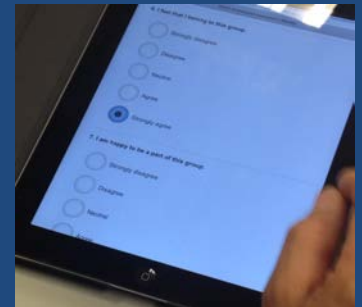 6. I feel that I belong to this group
Strongly disagree
Disagree
Neutral
Agree
Strongly agree
7. I am happy to be a part of this group
Strongly disagree
Disagree
Neutral
Agree